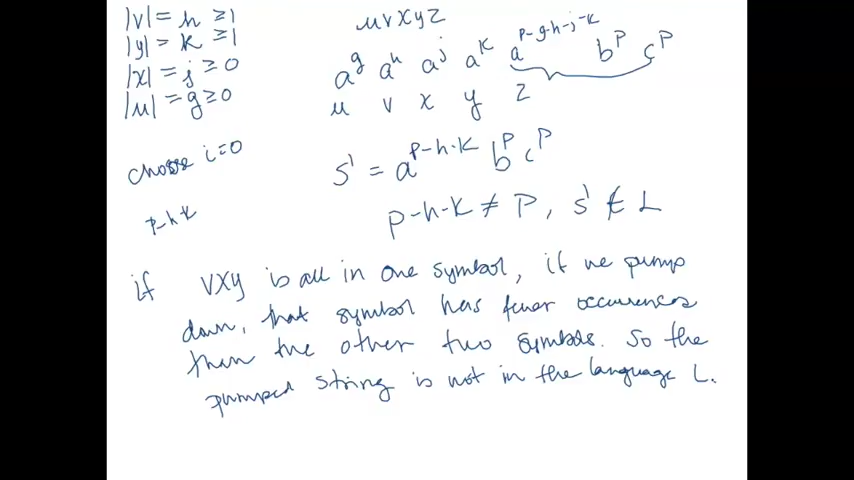 |v| = h ≥ 1
|y| = k ≥ 1
|x| = j ≥ 0
|u| = g ≥ 0
uvxyz
a^g a^h a^j a^k a^(p-g-h-j-k) b^p c^p
u v x y z
choose i=0
s' = a^(p-h-k) b^p c^p
p-h-k
p-h-k ≠ p, s' ∉ L
if vxy is all in one symbol, if we pump
down, that symbol has fewer occurrences
than the other two symbols. So the
pumped string is not in the language L.